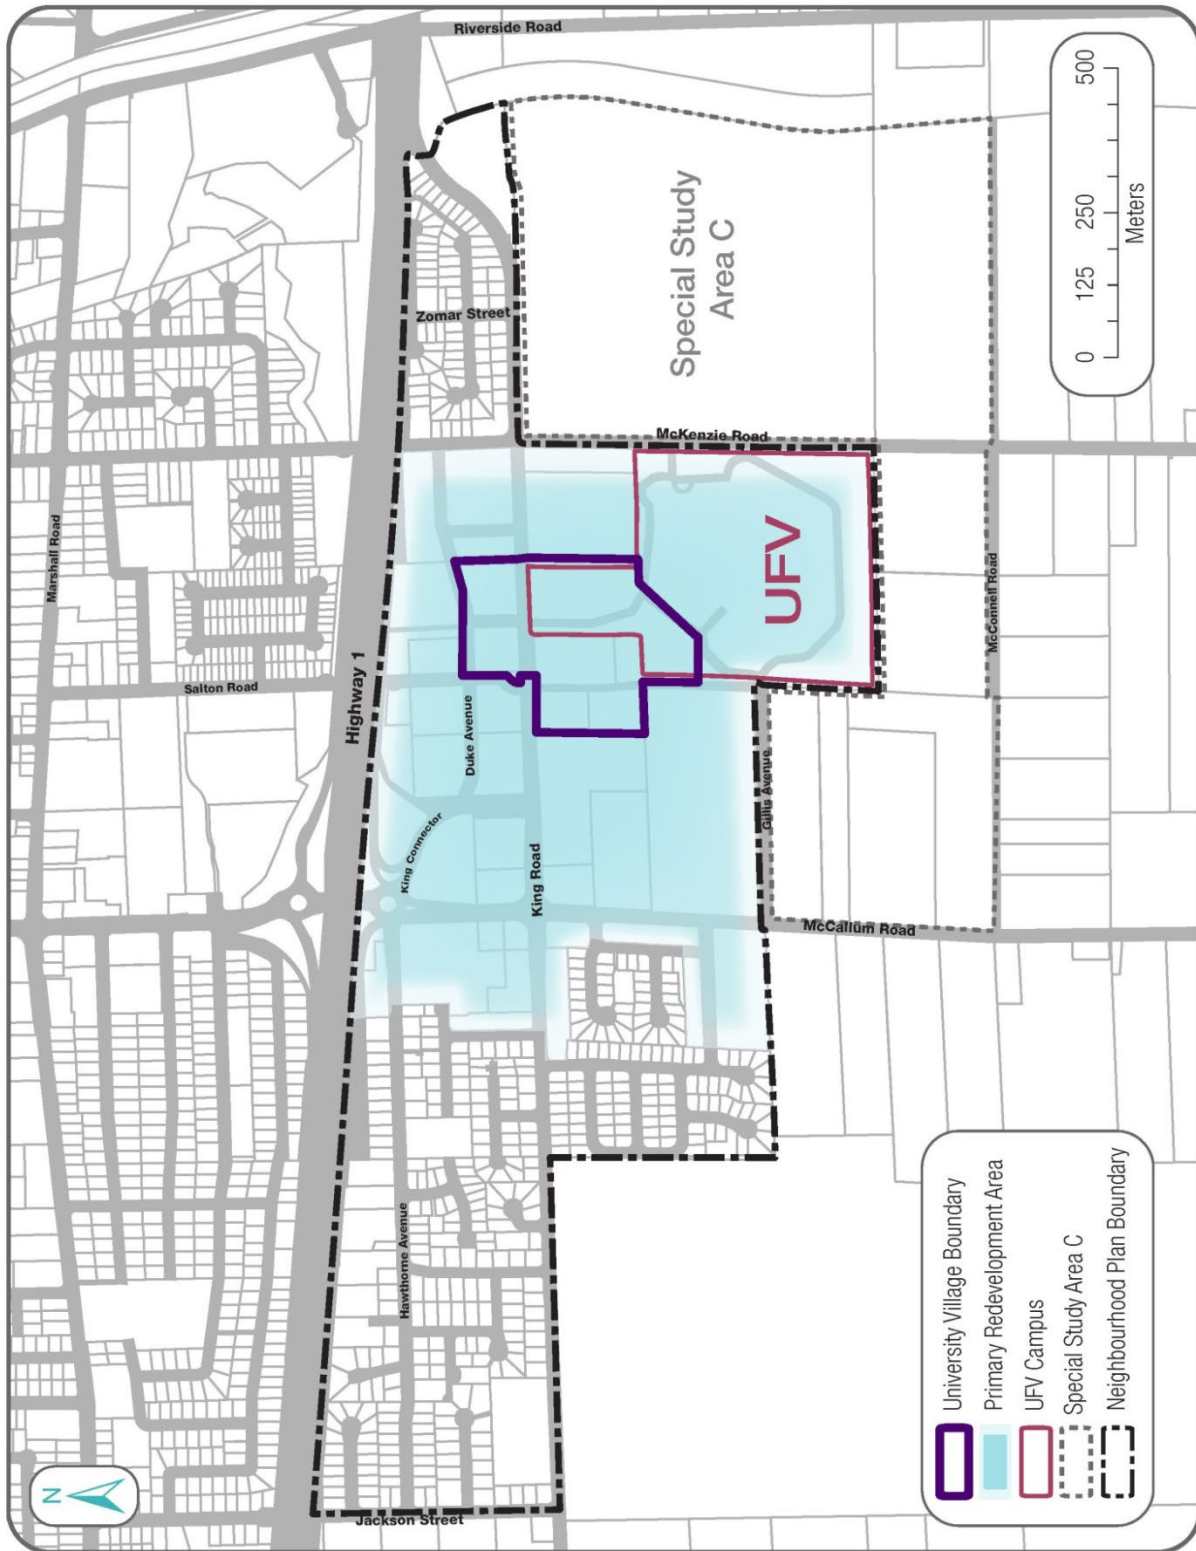 Riverside Road
Marshall Road
Salton Road
Highway 1
Duke Avenue
King Connector
King Road
Zomar Street
McKenzie Road
Special Study
Area C
UFV
McConnell Road
Gillis Avenue
McCallum Road
Hawthorne Avenue
Jackson Street
N
0 125 250 500
Meters
University Village Boundary
Primary Redevelopment Area
UFV Campus
Special Study Area C
Neighbourhood Plan Boundary